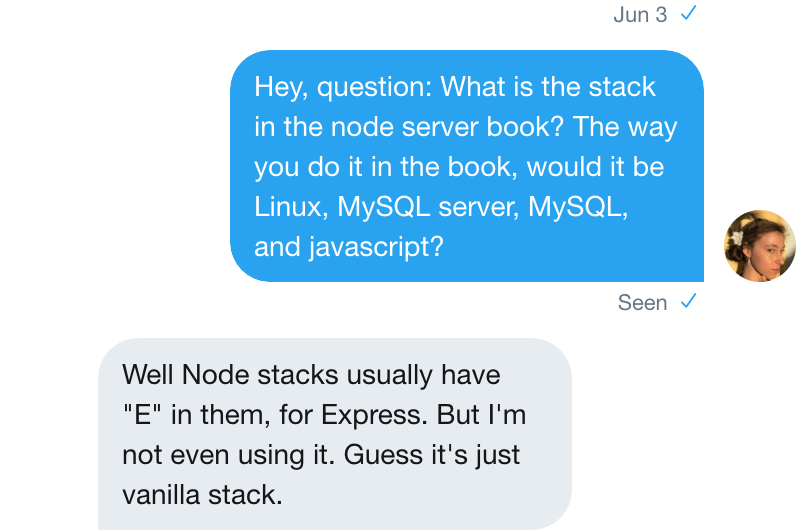 Jun 3
Hey, question: What is the stack
in the node server book? The way
you do it in the book, would it be
Linux, MySQL server, MySQL,
and javascript?
Seen
Well Node stacks usually have
"E" in them, for Express. But I'm
not even using it. Guess it's just
vanilla stack.